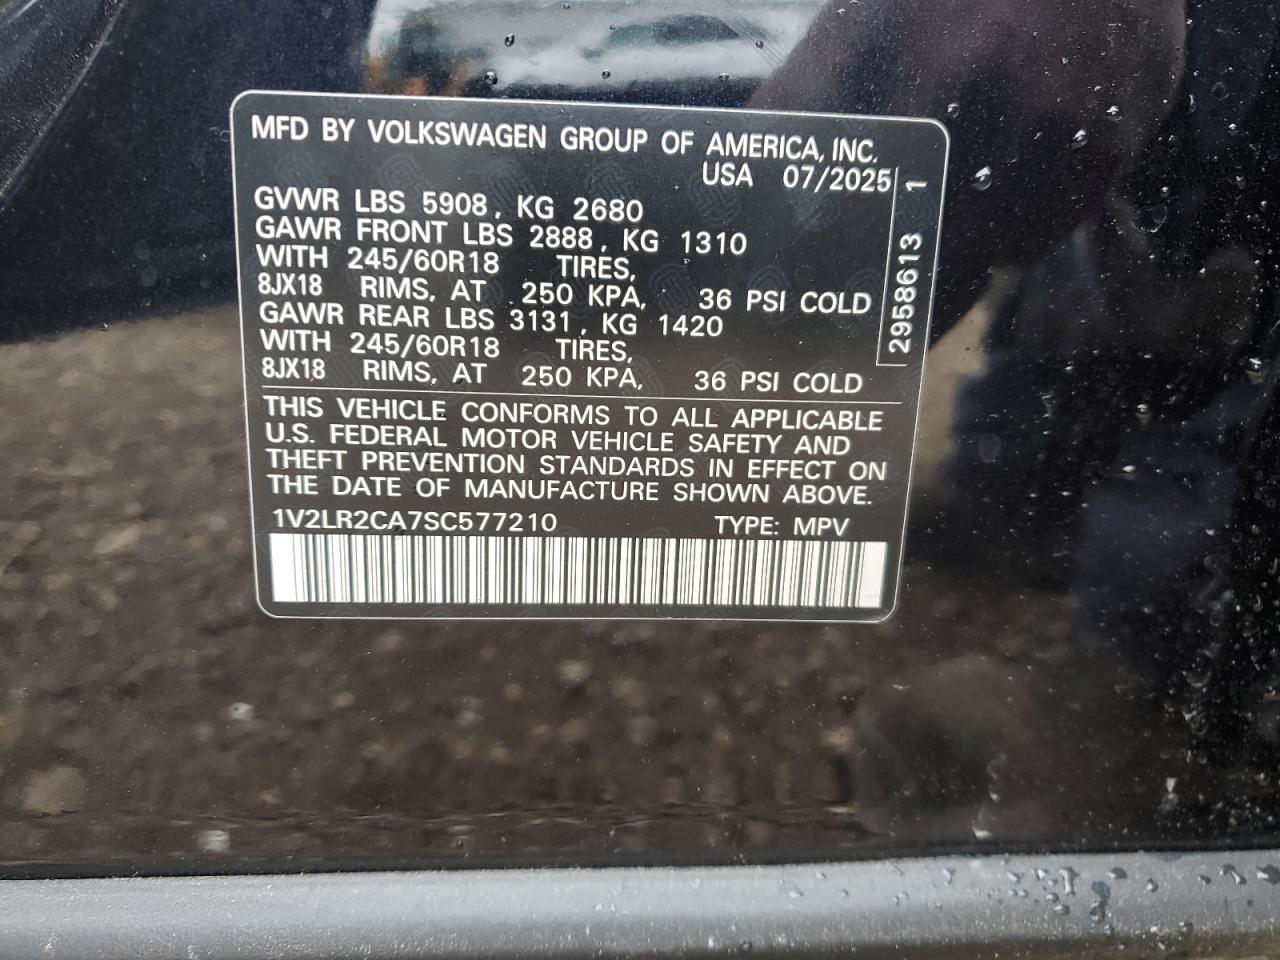 MFD BY VOLKSWAGEN GROUP OF AMERICA, INC.
USA 07/2025
GVWR LBS 5908, KG 2680
GAWR FRONT LBS 2888, KG 1310
WITH 245/60R18 TIRES,
8JX18 RIMS, AT 250 KPA, 36 PSI COLD
GAWR REAR LBS 3131, KG 1420
WITH 245/60R18 TIRES,
8JX18 RIMS, AT 250 KPA, 36 PSI COLD
2958613 1
THIS VEHICLE CONFORMS TO ALL APPLICABLE
U.S. FEDERAL MOTOR VEHICLE SAFETY AND
THEFT PREVENTION STANDARDS IN EFFECT ON
THE DATE OF MANUFACTURE SHOWN ABOVE.
1V2LR2CA7SC577210 TYPE: MPV